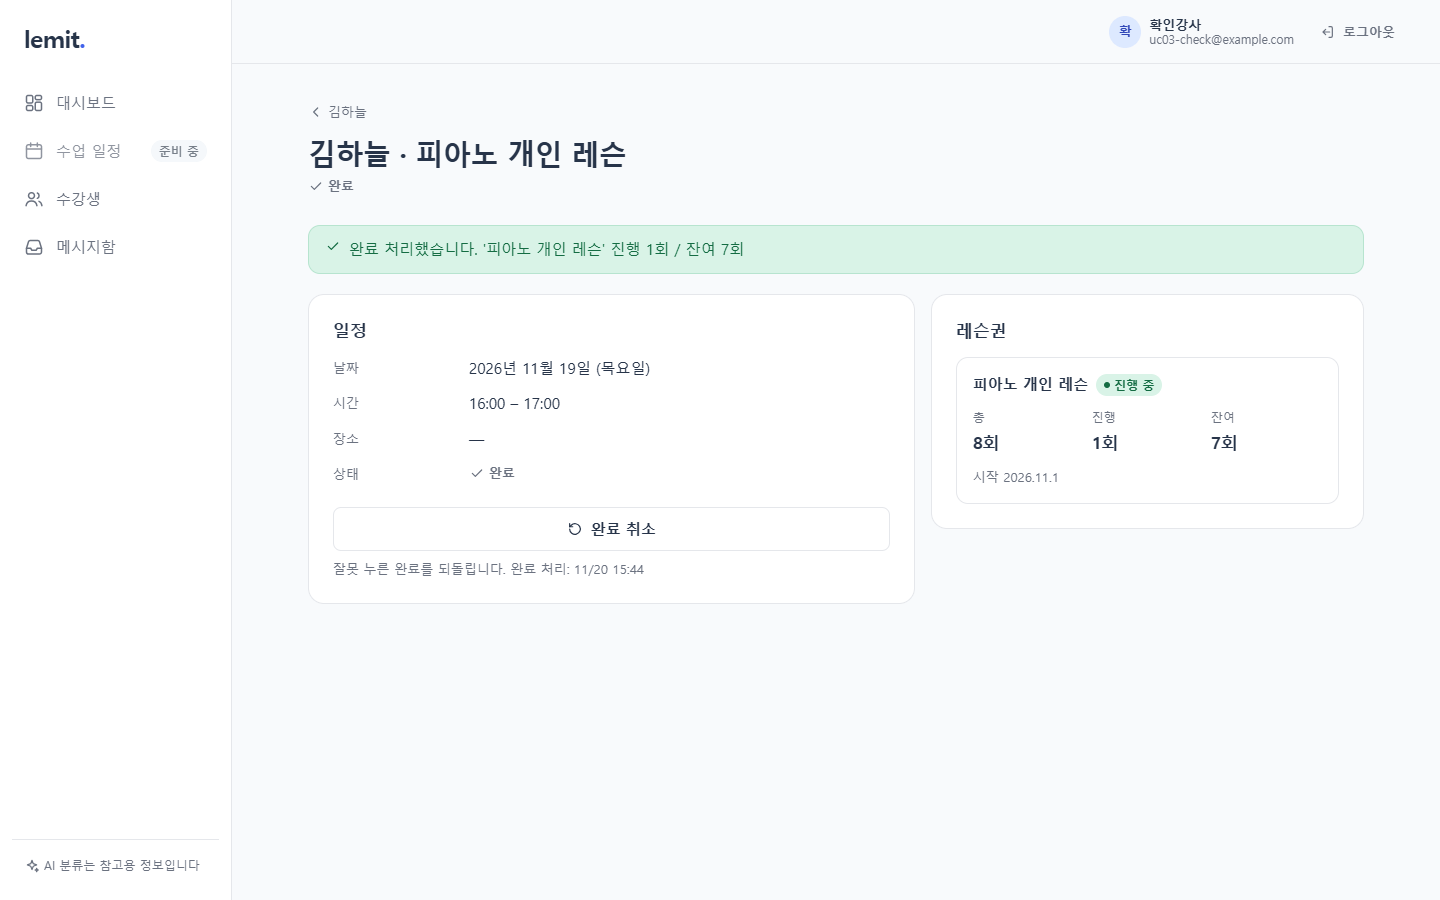 lemit.
대시보드
수업 일정 준비 중
수강생
메시지함
AI 분류는 참고용 정보입니다
확 확인강사
uc03-check@example.com
로그아웃
김하늘
김하늘 · 피아노 개인 레슨
완료
완료 처리했습니다. '피아노 개인 레슨' 진행 1회 / 잔여 7회
일정
날짜 2026년 11월 19일 (목요일)
시간 16:00 – 17:00
장소 —
상태 완료
완료 취소
잘못 누른 완료를 되돌립니다. 완료 처리: 11/20 15:44
레슨권
피아노 개인 레슨 진행 중
총 진행 잔여
8회 1회 7회
시작 2026.11.1